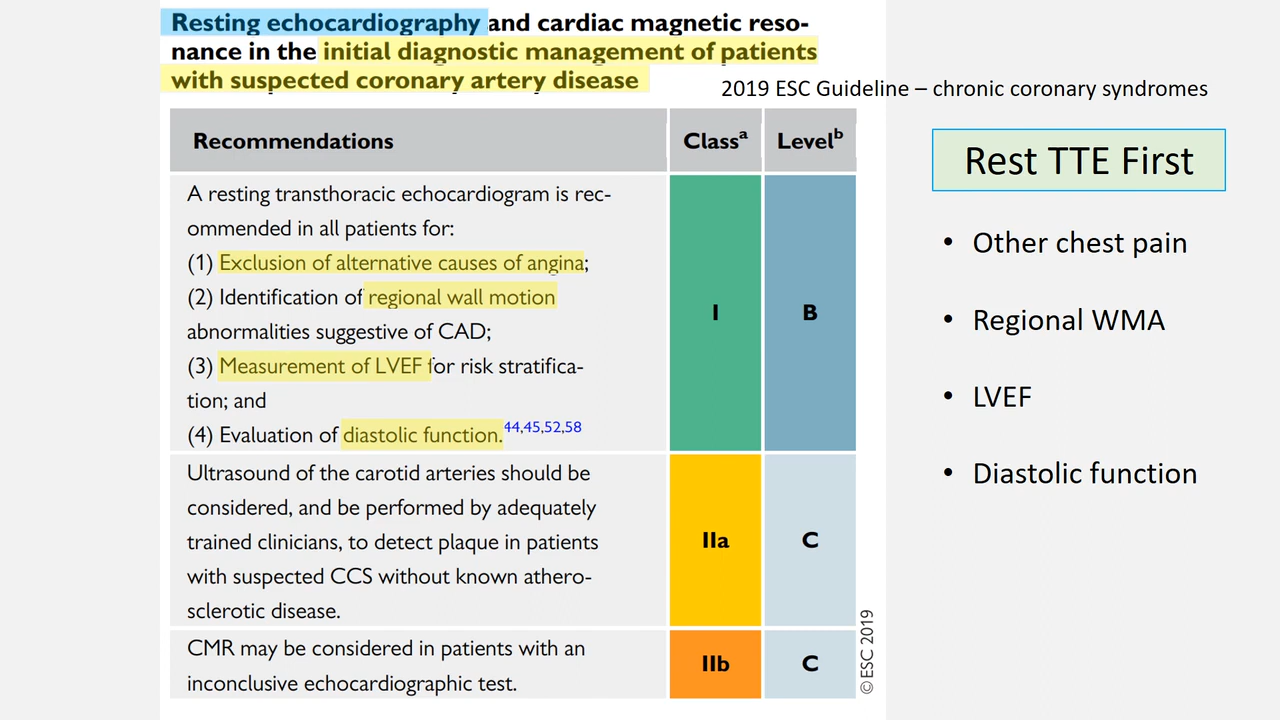 Resting echocardiography and cardiac magnetic reso-
nance in the initial diagnostic management of patients
with suspected coronary artery disease
2019 ESC Guideline – chronic coronary syndromes
Recommendations Classᵃ Levelᵇ
A resting transthoracic echocardiogram is rec-
ommended in all patients for:
(1) Exclusion of alternative causes of angina;
(2) Identification of regional wall motion
abnormalities suggestive of CAD;
(3) Measurement of LVEF for risk stratifica-
tion; and
(4) Evaluation of diastolic function.44,45,52,58
I B
Ultrasound of the carotid arteries should be
considered, and be performed by adequately
trained clinicians, to detect plaque in patients
with suspected CCS without known athero-
sclerotic disease.
IIa C
CMR may be considered in patients with an
inconclusive echocardiographic test.
IIb C
© ESC 2019
Rest TTE First
• Other chest pain
• Regional WMA
• LVEF
• Diastolic function